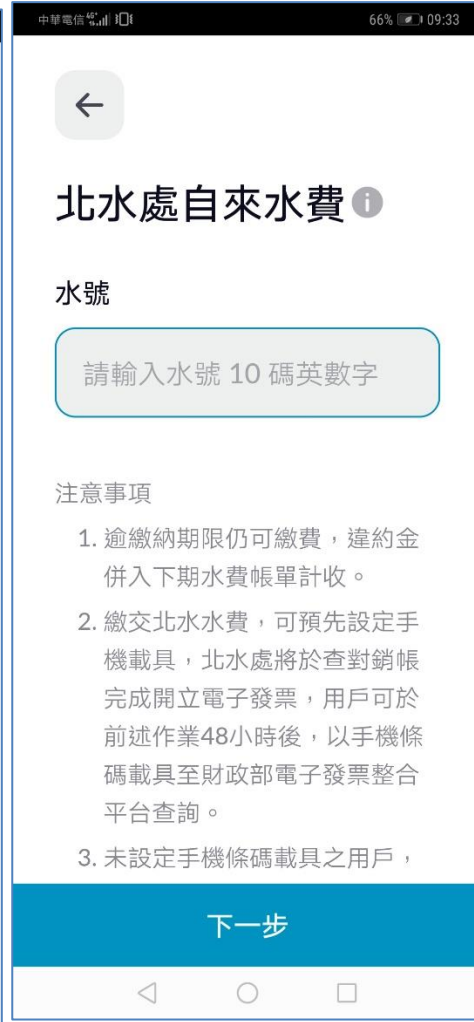 中華電信 66% 09:33
北水處自來水費
水號
請輸入水號 10 碼英數字
注意事項
1. 逾繳納期限仍可繳費，違約金
併入下期水費帳單計收。
2. 繳交北水水費，可預先設定手
機載具，北水處將於查對銷帳
完成開立電子發票，用戶可於
前述作業48小時後，以手機條
碼載具至財政部電子發票整合
平台查詢。
3. 未設定手機條碼載具之用戶，
下一步